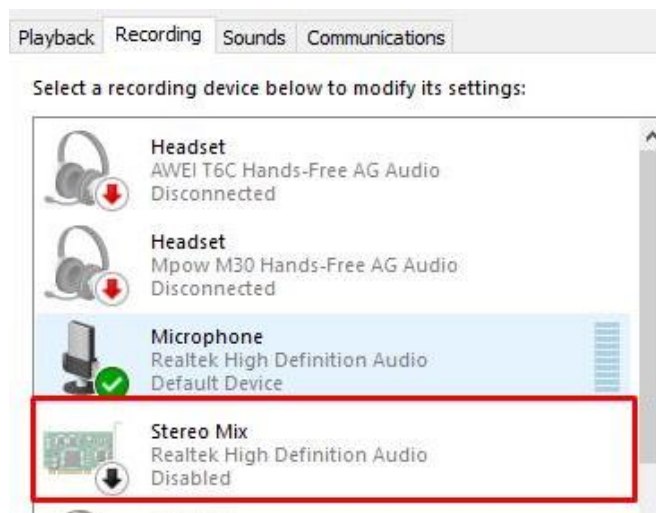 Playback Recording Sounds Communications
Select a recording device below to modify its settings:
Headset
AWEI T6C Hands-Free AG Audio
Disconnected
Headset
Mpow M30 Hands-Free AG Audio
Disconnected
Microphone
Realtek High Definition Audio
Default Device
Stereo Mix
Realtek High Definition Audio
Disabled